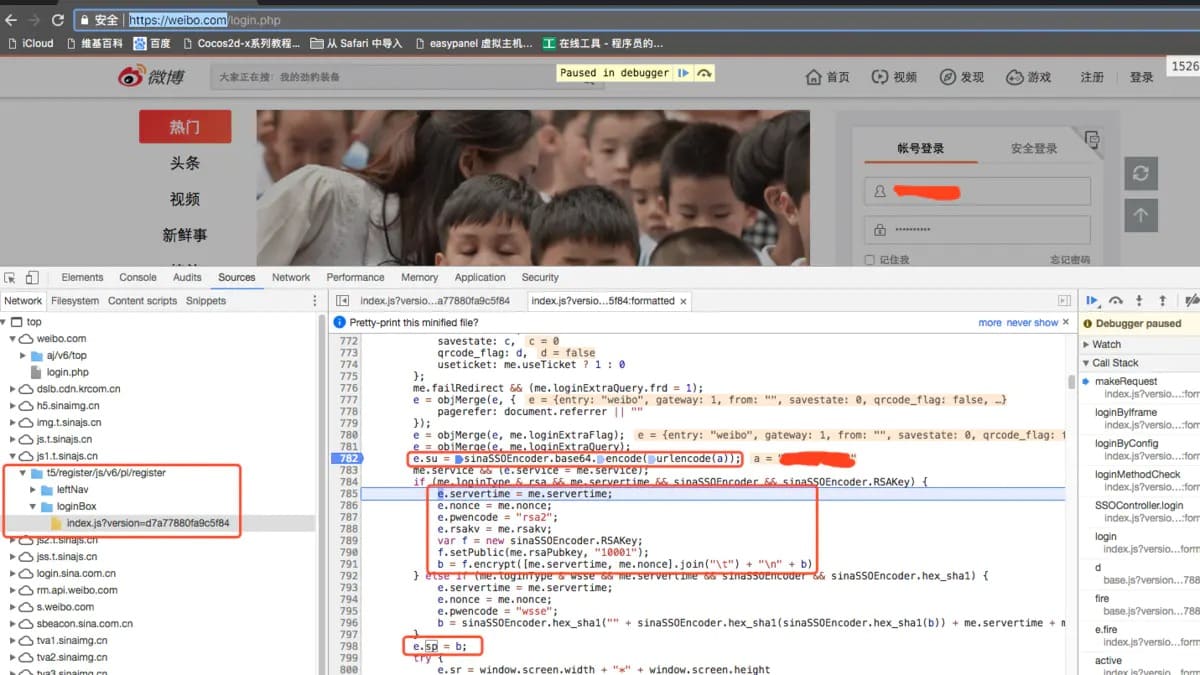 安全 | https://weibo.com/login.php
iCloud 维基百科 百度 Cocos2d-x系列教程... 从 Safari 中导入 easypanel 虚拟主机... 工 在线工具 - 程序员的...
微博 大家正在搜：我的劲豹装备 Paused in debugger 首页 视频 发现 游戏 注册 登录 1526
热门
头条
视频
新鲜事
帐号登录 安全登录
**********
记住我 忘记密码
Elements Console Audits Sources Network Performance Memory Application Security
Network Filesystem Content scripts Snippets
top
weibo.com
aj/v6/top
login.php
dslb.cdn.krcom.cn
h5.sinaimg.cn
img.t.sinajs.cn
js.t.sinajs.cn
js1.t.sinajs.cn
t5/register/js/v6/pl/register
leftNav
loginBox
index.js?version=d7a77880fa9c5f84
js2.t.sinajs.cn
jss.t.sinajs.cn
login.sina.com.cn
rm.api.weibo.com
s.weibo.com
sbeacon.sina.com.cn
tva1.sinaimg.cn
tva2.sinaimg.cn
tva3.sinaimg.cn
index.js?versio...a77880fa9c5f84 index.js?versio...5f84:formatted ×
Pretty-print this minified file? more never show ×
772 savestate: c, c = 0
773 qrcode_flag: d, d = false
774 useticket: me.useTicket ? 1 : 0
775 };
776 me.failRedirect && (me.loginExtraQuery.frd = 1);
777 e = objMerge(e, { e = {entry: "weibo", gateway: 1, from: "", savestate: 0, qrcode_flag: false, …}
778 pagerefer: document.referrer || ""
779 });
780 e = objMerge(e, me.loginExtraFlag); e = {entry: "weibo", gateway: 1, from: "", savestate: 0, qrcode_flag: f
781 e = objMerge(e, me.loginExtraQuery);
782 e.su = sinaSSOEncoder.base64.encode(urlencode(a)); a = "
783 me.service && (e.service = me.service);
784 if (me.loginType & rsa && me.servertime && sinaSSOEncoder && sinaSSOEncoder.RSAKey) {
785 e.servertime = me.servertime;
786 e.nonce = me.nonce;
787 e.pwencode = "rsa2";
788 e.rsakv = me.rsakv;
789 var f = new sinaSSOEncoder.RSAKey;
790 f.setPublic(me.rsaPubkey, "10001");
791 b = f.encrypt([me.servertime, me.nonce].join("\t") + "\n" + b)
792 } else if (me.loginType & wsse && me.servertime && sinaSSOEncoder && sinaSSOEncoder.hex_sha1) {
793 e.servertime = me.servertime;
794 e.nonce = me.nonce;
795 e.pwencode = "wsse";
796 b = sinaSSOEncoder.hex_sha1("" + sinaSSOEncoder.hex_sha1(sinaSSOEncoder.hex_sha1(b)) + me.servertime + m
797 }
798 e.sp = b;
799 try {
800 e.sr = window.screen.width + "*" + window.screen.height
Debugger paused
Watch
Call Stack
makeRequest
index.js?versio…:forn
loginByIframe
index.js?versio…:forn
loginByConfig
index.js?versio…:forn
loginMethodCheck
index.js?versio…:forn
SSOController.login
index.js?versio…:forn
login
index.js?versio…:forn
d
base.js?version…788
fire
base.js?version…788
e.fire
index.js?versio…:forn
active
index.js?versio…:forn